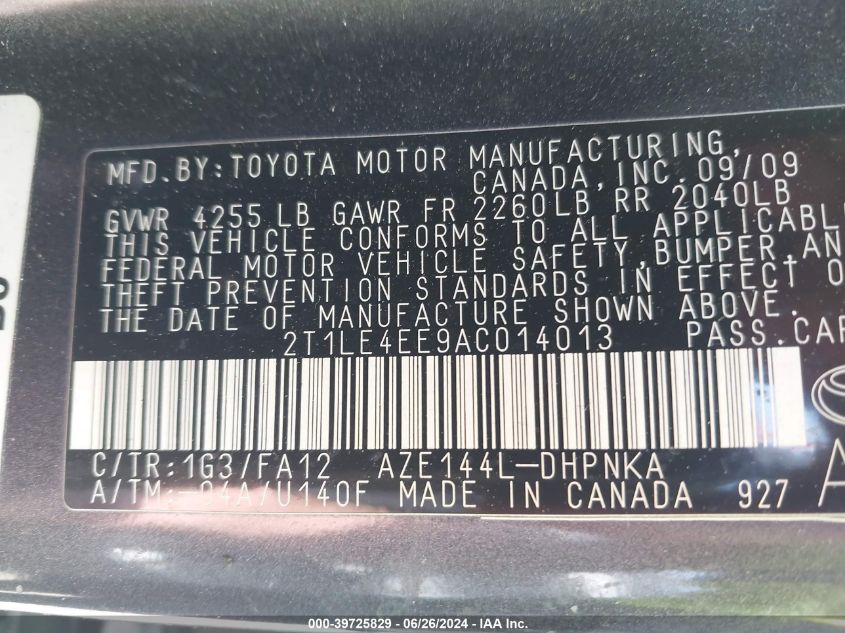 MFD.BY:TOYOTA MOTOR MANUFACTURING,
CANADA, INC. 09/09
GVWR 4255 LB GAWR FR 2260LB RR 2040LB
THIS VEHICLE CONFORMS TO ALL APPLICABL
FEDERAL MOTOR VEHICLE SAFETY,BUMPER,AN
THEFT PREVENTION STANDARDS IN EFFECT O
THE DATE OF MANUFACTURE SHOWN ABOVE.
2T1LE4EE9AC014013 PASS.CAR
C/TR:1G3/FA12 AZE144L-DHPNKA
A/TM:-04A/U140F MADE IN CANADA 927
000-39725829 / 06/26/2024 - IAA Inc.